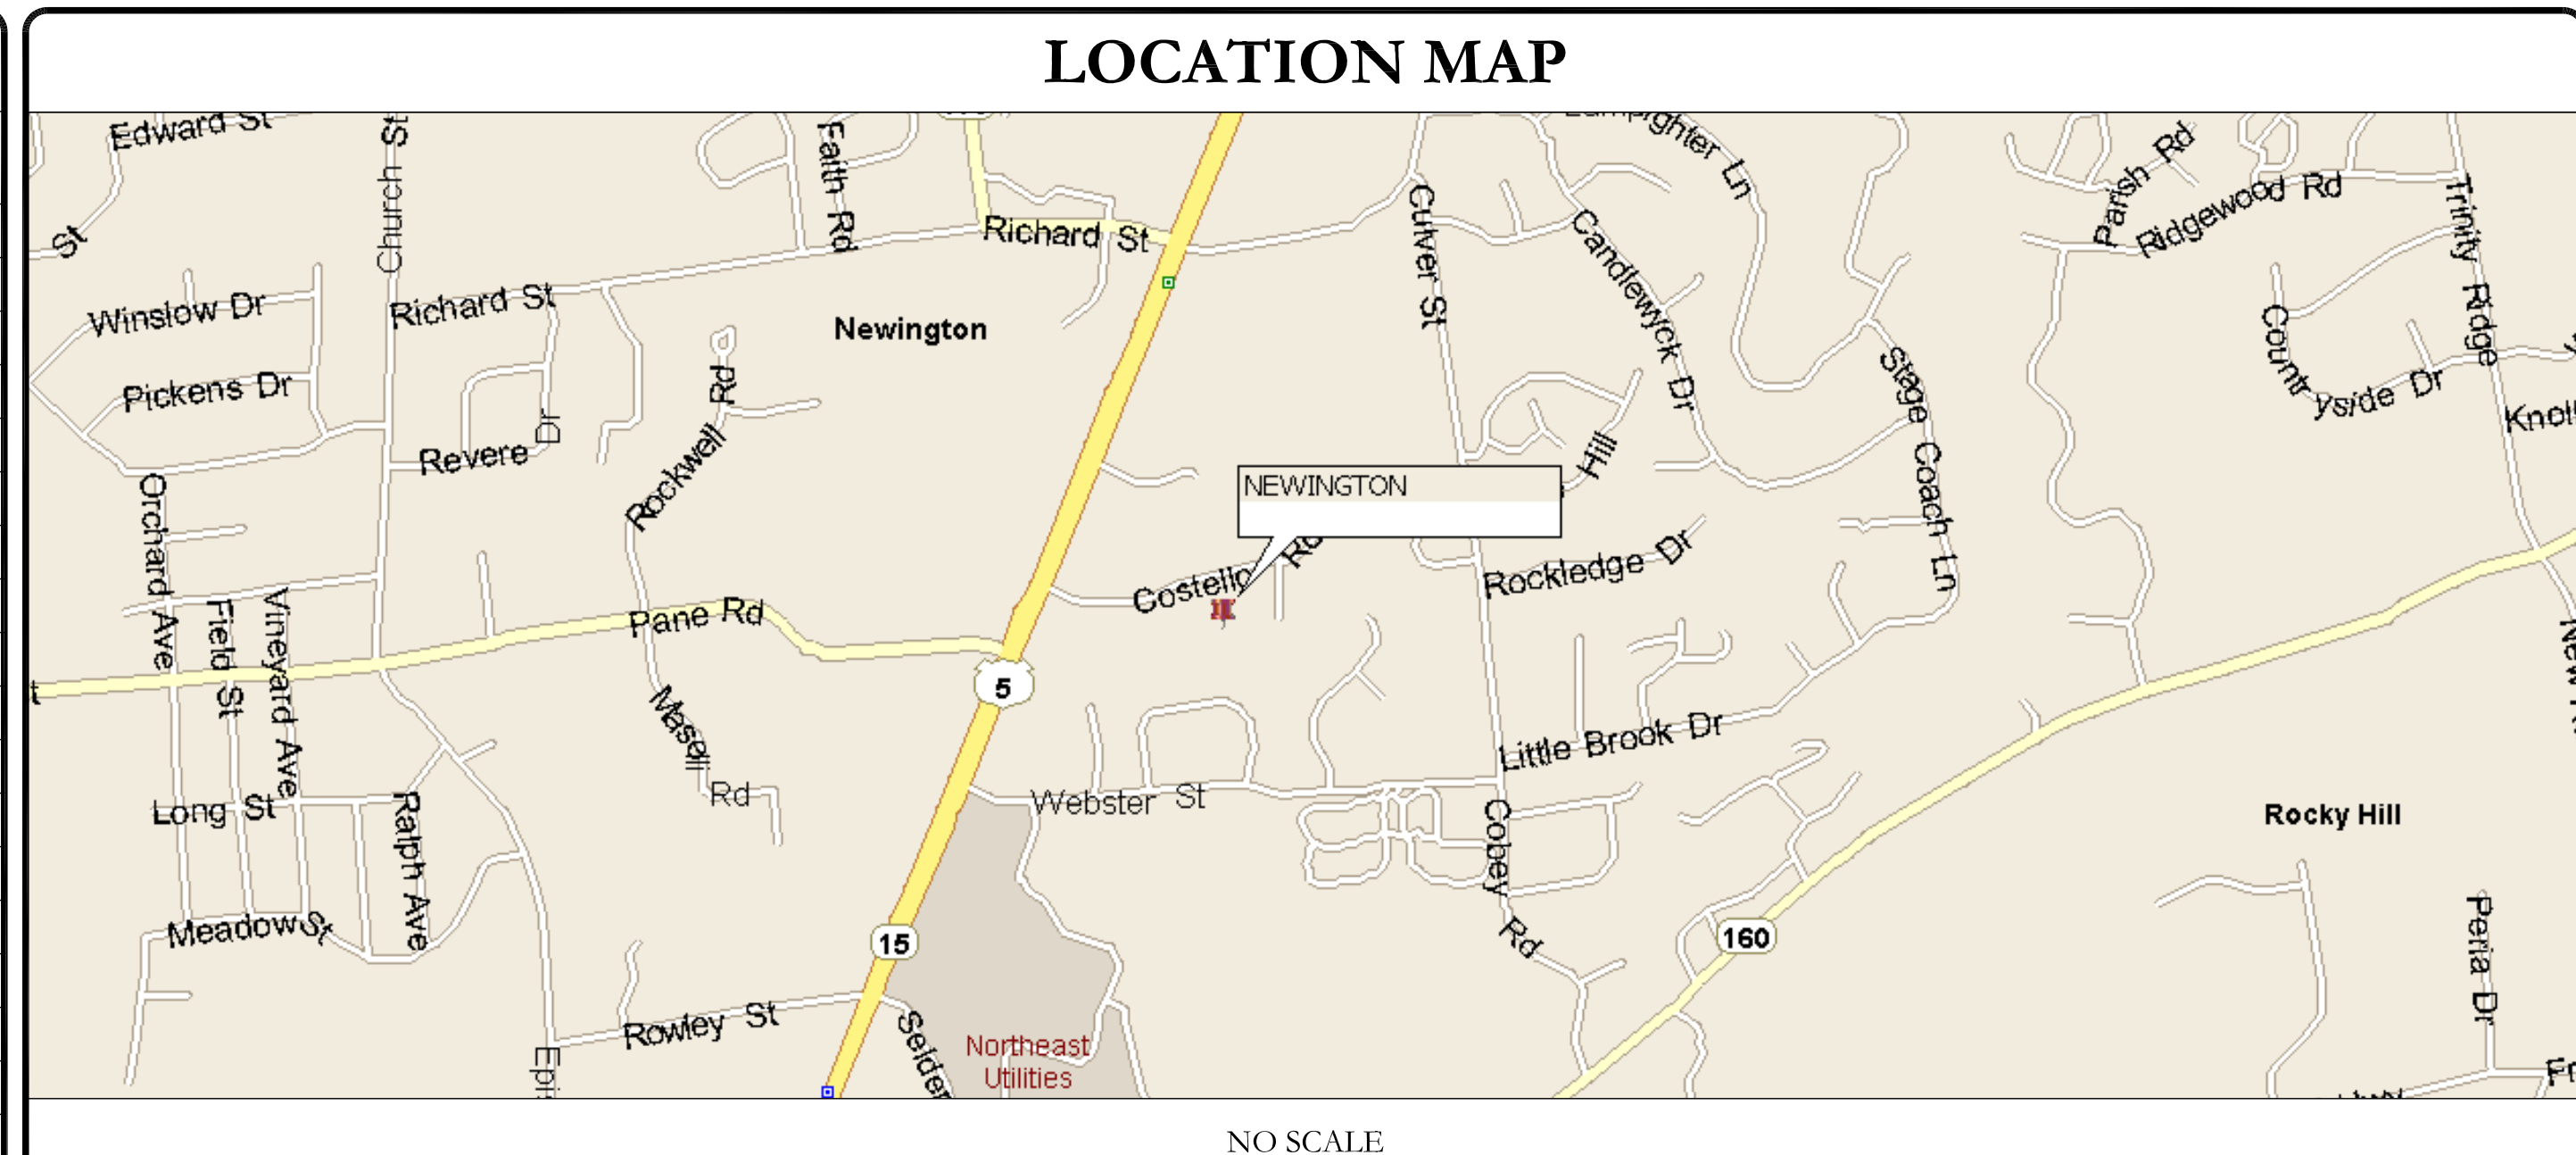 LOCATION MAP
Edward St
Church St
Faith Rd
Ln
Parish Rd
Ridgewood Rd
Trinity Ridge
St
Richard St
Culver St
Candlewyck Dr
Winslow Dr
Richard St
Newington
Countryside Dr
Stage Coach Ln
Pickens Dr
Rockwell Rd
Revere Dr
Hill
NEWINGTON
Orchard Ave
Costello Rd
Rockledge Dr
Field St
Vineyard Ave
Pane Rd
5
Maselli Rd
Little Brook Dr
Long St
Webster St
Ralph Ave
Cobey Rd
Rocky Hill
Meadow St
15
160
Peria Dr
Rowley St
Northeast
Utilities
NO SCALE